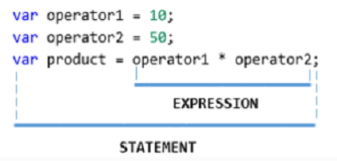 var operator1 = 10;
var operator2 = 50;
var product = operator1 * operator2;
EXPRESSION
STATEMENT